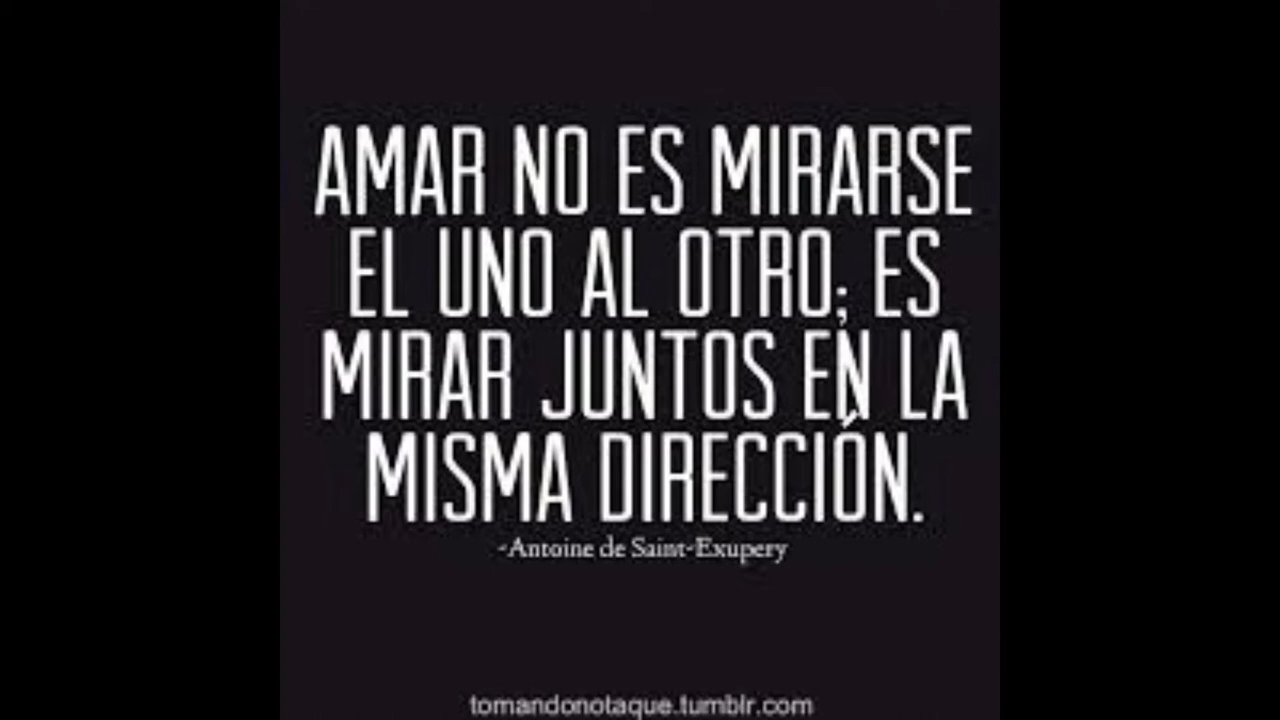 AMAR NO ES MIRARSE
EL UNO AL OTRO; ES
MIRAR JUNTOS EN LA
MISMA DIRECCIÓN.
-Antoine de Saint-Exupery
tomandonotaque.tumblr.com